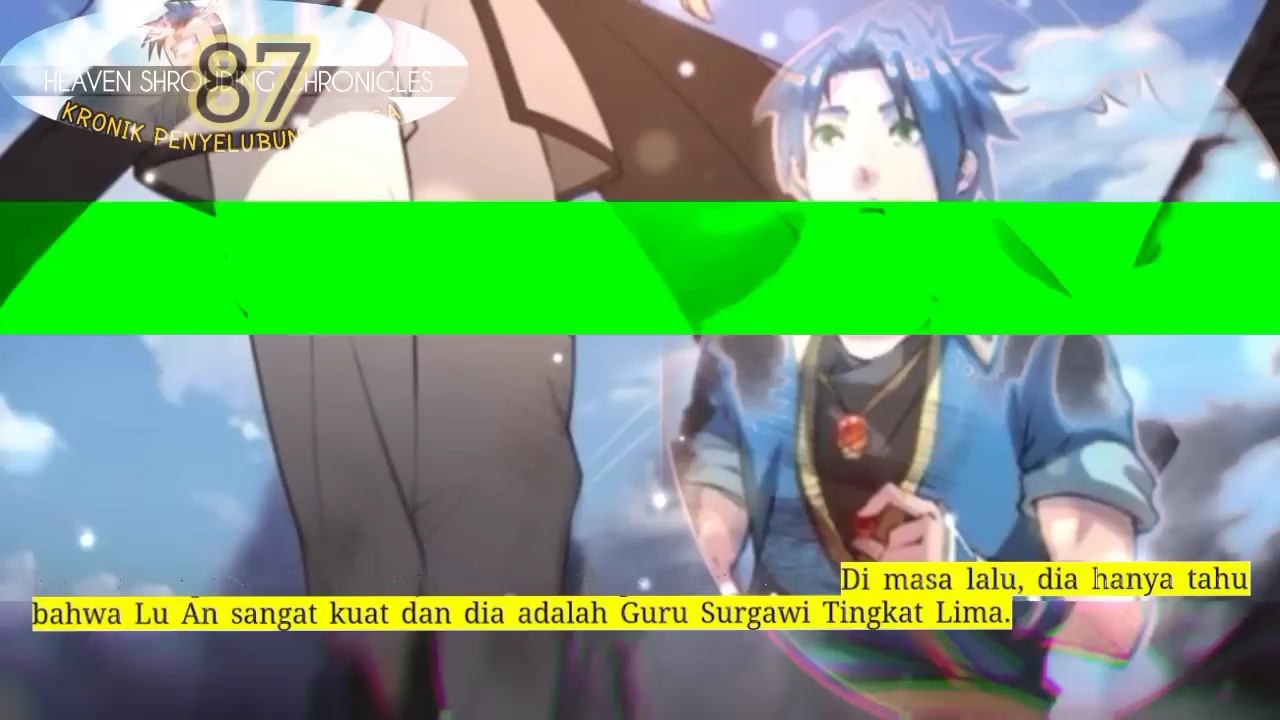 87
HEAVEN SHROUDING CHRONICLES
KRONIK
Di masa lalu, dia hanya tahu
bahwa Lu An sangat kuat dan dia adalah Guru Surgawi Tingkat Lima.